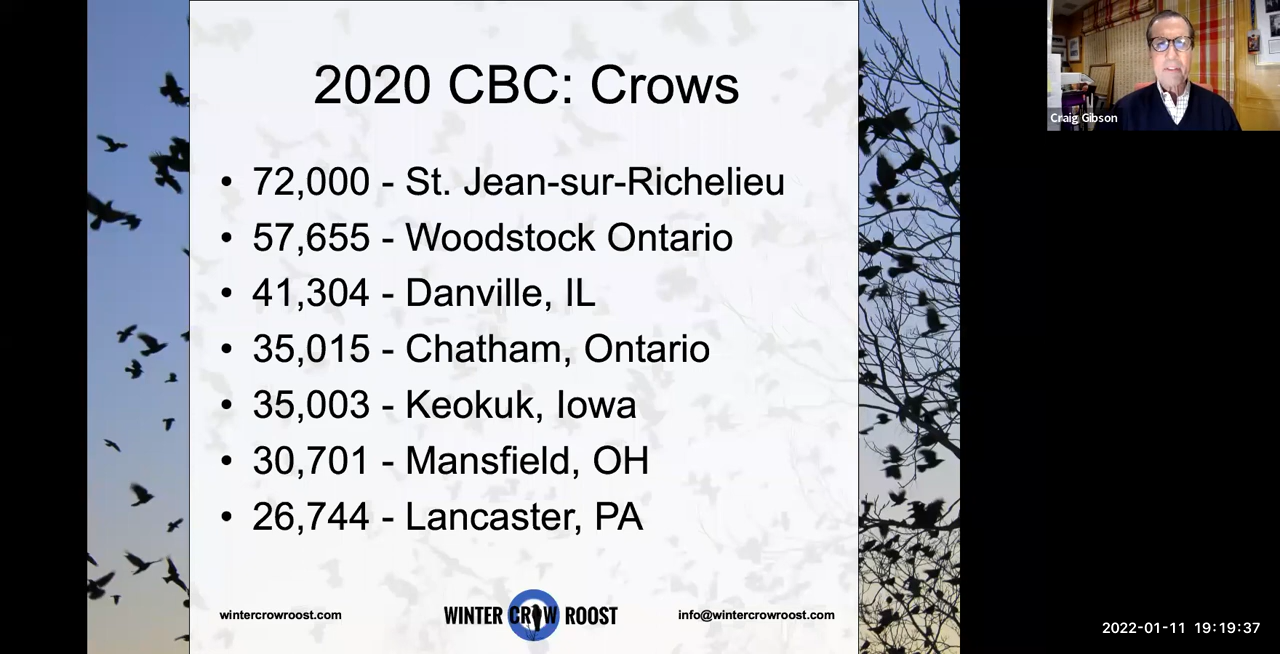 2020 CBC: Crows
• 72,000 - St. Jean-sur-Richelieu
• 57,655 - Woodstock Ontario
• 41,304 - Danville, IL
• 35,015 - Chatham, Ontario
• 35,003 - Keokuk, Iowa
• 30,701 - Mansfield, OH
• 26,744 - Lancaster, PA
wintercrowroost.com
WINTER CROW ROOST
info@wintercrowroost.com
Craig Gibson
2022-01-11 19:19:37